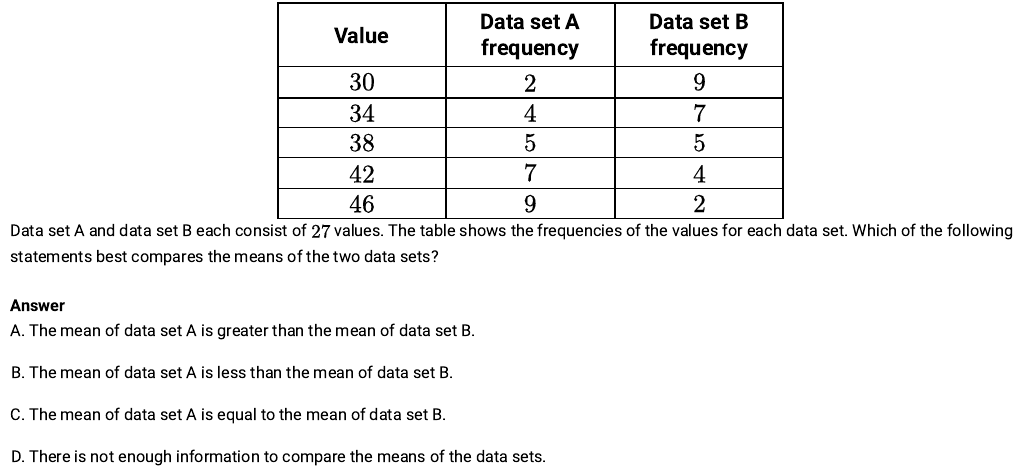 Value Data set A frequency Data set B frequency
30 2 9
34 4 7
38 5 5
42 7 4
46 9 2
Data set A and data set B each consist of 27 values. The table shows the frequencies of the values for each data set. Which of the following
statements best compares the means of the two data sets?
Answer
A. The mean of data set A is greater than the mean of data set B.
B. The mean of data set A is less than the mean of data set B.
C. The mean of data set A is equal to the mean of data set B.
D. There is not enough information to compare the means of the data sets.